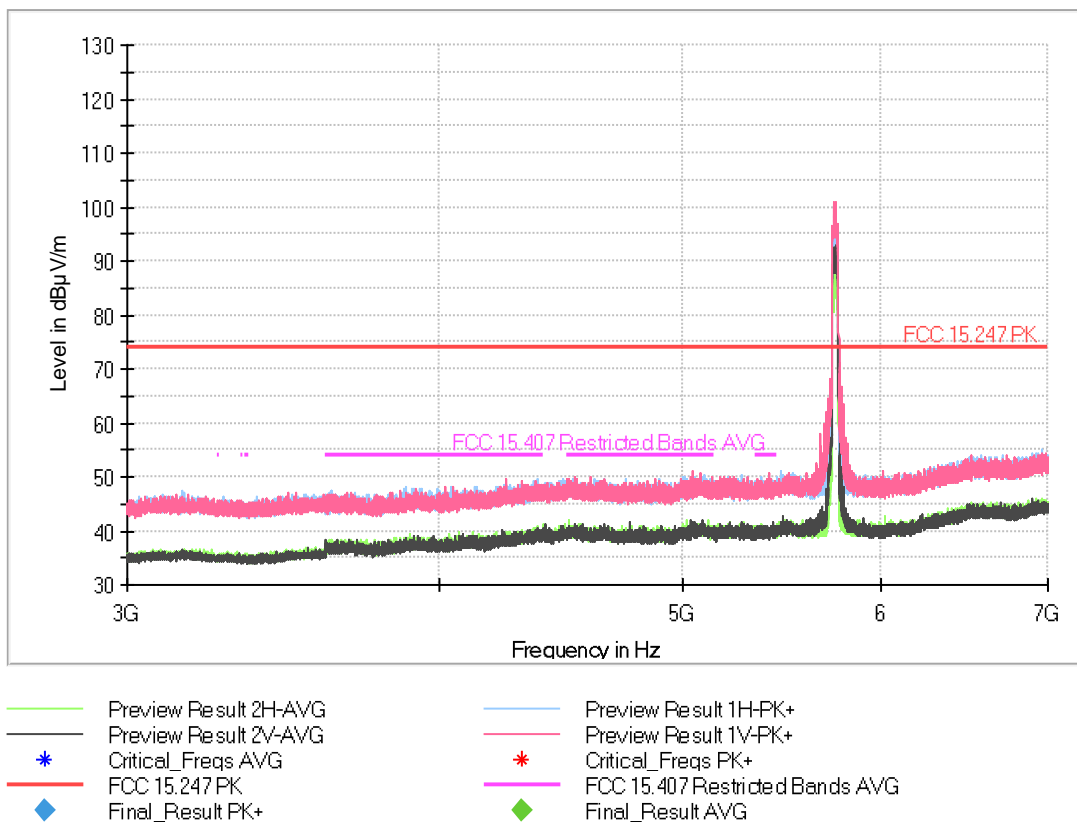 130
120
110
100
90
80
70
60
50
40
30
Level in dBµV/m
FCC 15.247 PK
FCC 15.407 Restricted Bands AVG
3G
5G
6
7G
Frequency in Hz
Preview Result 2H-AVG
Preview Result 1H-PK+
Preview Result 2V-AVG
Preview Result 1V-PK+
Critical_Freqs AVG
Critical_Freqs PK+
FCC 15.247 PK
FCC 15.407 Restricted Bands AVG
Final_Result PK+
Final_Result AVG